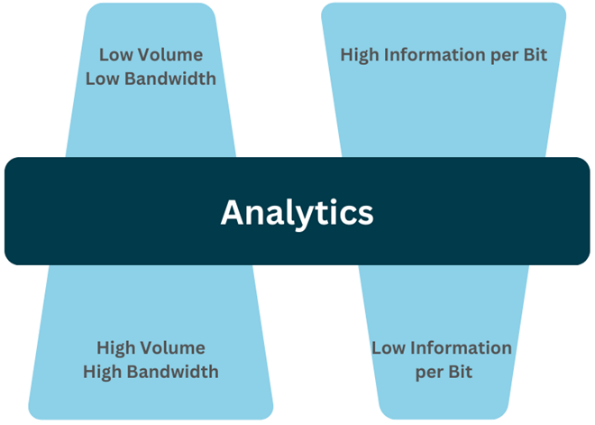 Low Volume
Low Bandwidth
High Information per Bit
Analytics
High Volume
High Bandwidth
Low Information
per Bit